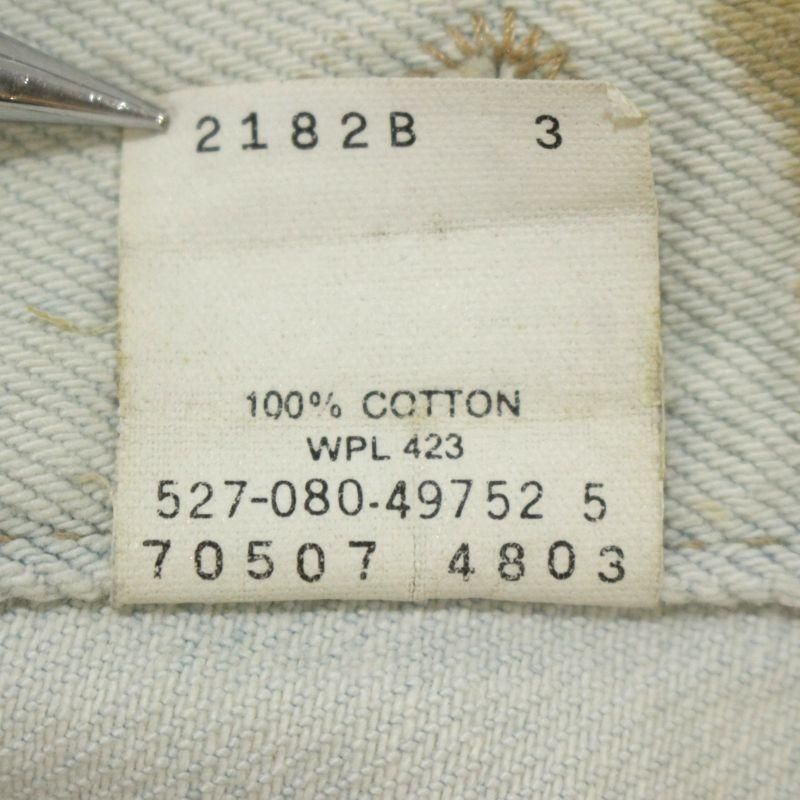 2182B 3
100% COTTON
WPL 423
527-080-49752 5
70507 4803